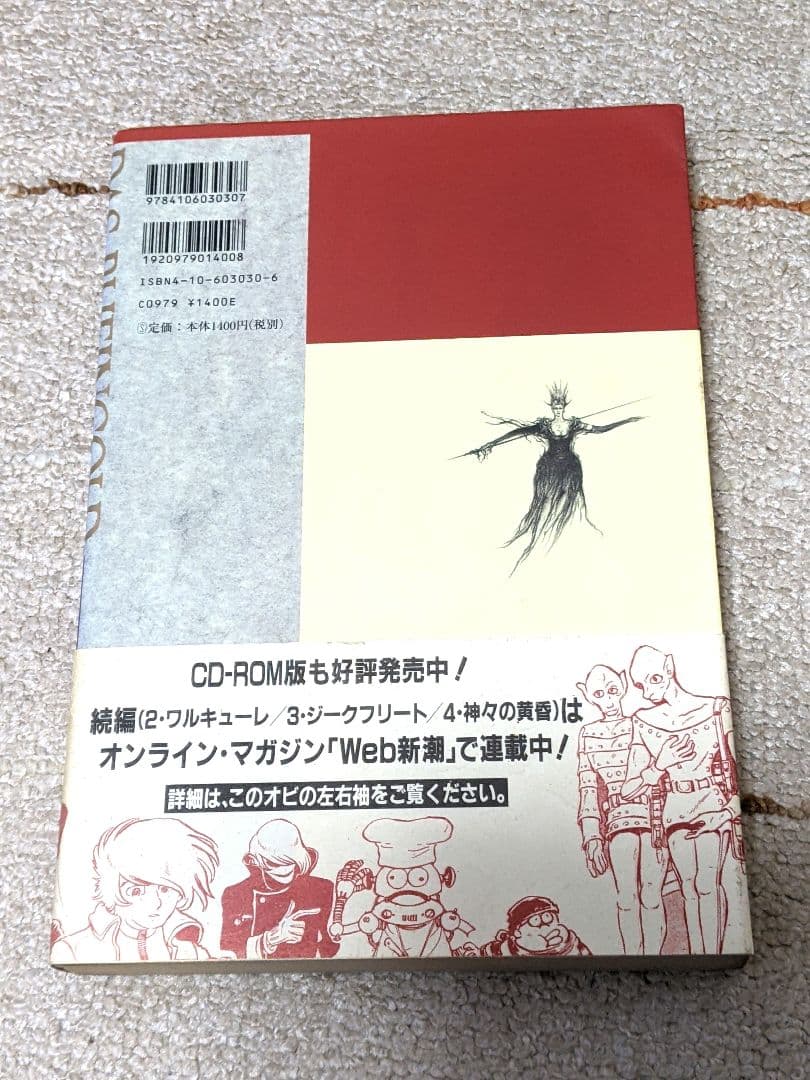 DAS RHEINGOLD
9784106030307
1920979014008
ISBN4-10-603030-6
C0979 ¥1400E
Ⓢ定価：本体1400円(税別)
CD-ROM版も好評発売中！
続編(2・ワルキューレ／3・ジークフリート／4・神々の黄昏)は
オンライン・マガジン「Web新潮」で連載中！
詳細は、このオビの左右袖をご覧ください。